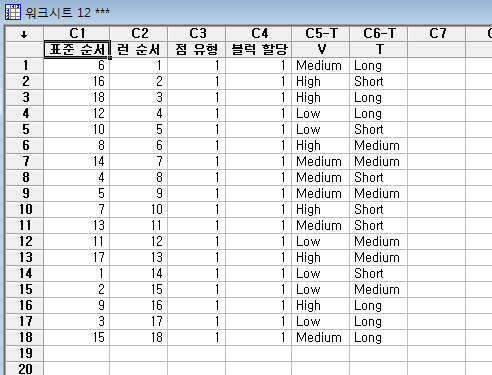 워크시트 12 ***
↓ C1 C2 C3 C4 C5-T C6-T C7
표준 순서 런 순서 점 유형 블럭 할당 V T
1 6 1 1 1 Medium Long
2 16 2 1 1 High Short
3 18 3 1 1 High Long
4 12 4 1 1 Low Long
5 10 5 1 1 Low Short
6 8 6 1 1 High Medium
7 14 7 1 1 Medium Medium
8 4 8 1 1 Medium Short
9 5 9 1 1 Medium Medium
10 7 10 1 1 High Short
11 13 11 1 1 Medium Short
12 11 12 1 1 Low Medium
13 17 13 1 1 High Medium
14 1 14 1 1 Low Short
15 2 15 1 1 Low Medium
16 9 16 1 1 High Long
17 3 17 1 1 Low Long
18 15 18 1 1 Medium Long
19
20